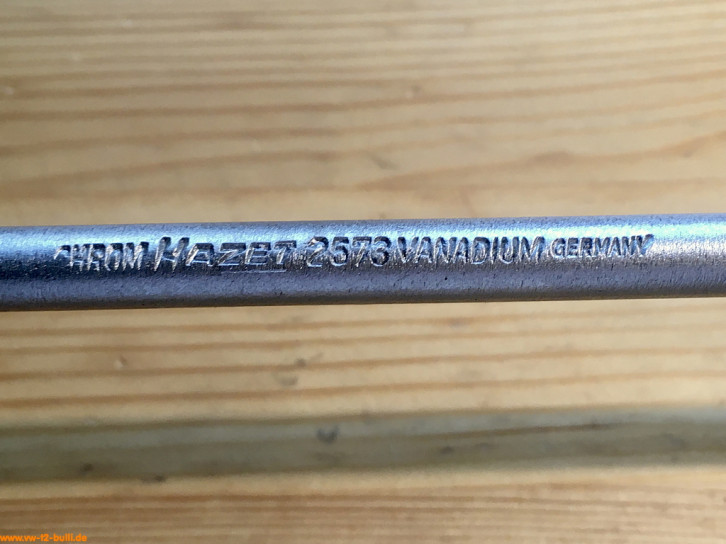 CHROM HAZET 2573 VANADIUM GERMANY
www.vw-t2-bulli.de